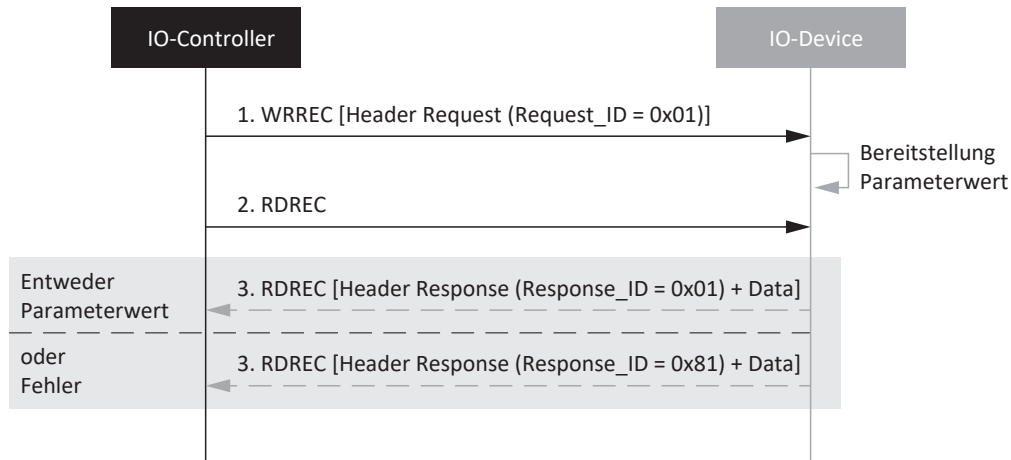 IO-Controller
IO-Device
1. WRREC [Header Request (Request_ID = 0x01)]
Bereitstellung
Parameterwert
2. RDREC
Entweder
Parameterwert
3. RDREC [Header Response (Response_ID = 0x01) + Data]
oder
Fehler
3. RDREC [Header Response (Response_ID = 0x81) + Data]